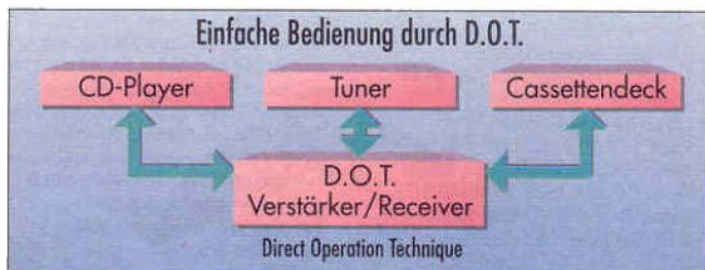 Einfache Bedienung durch D.O.T.
CD-Player
Tuner
Cassettendeck
D.O.T.
Verstärker/Receiver
Direct Operation Technique